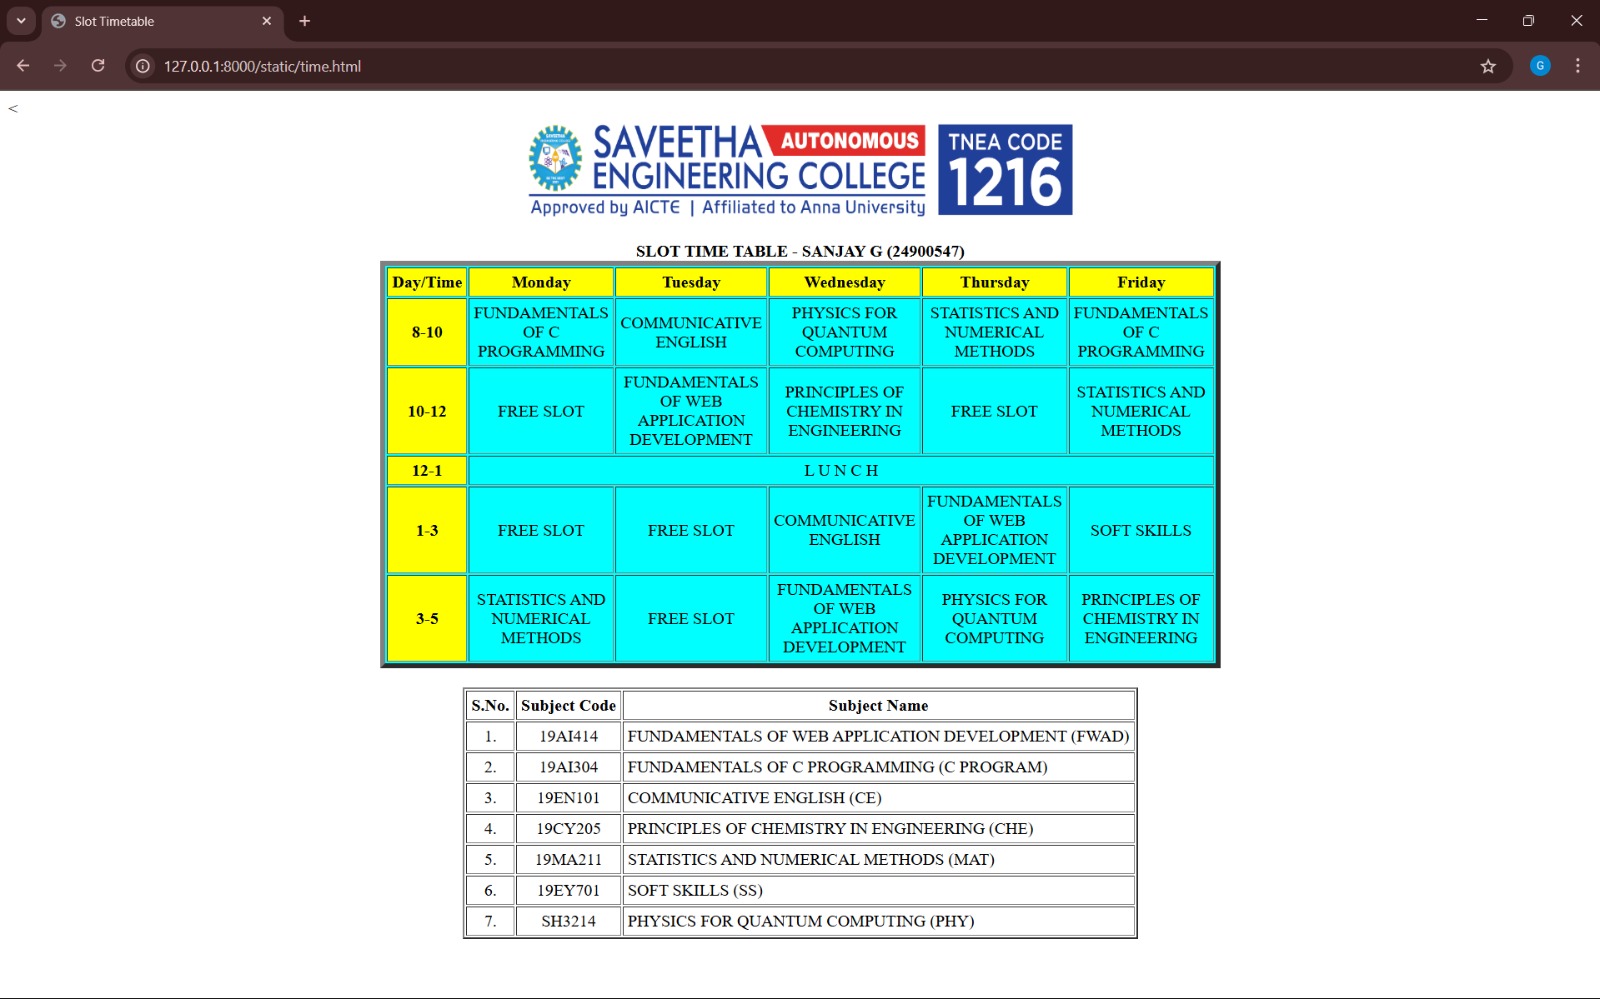 Slot Timetable
127.0.0.1:8000/static/time.html
G
<
SAVEETHA AUTONOMOUS
ENGINEERING COLLEGE
Approved by AICTE | Affiliated to Anna University
TNEA CODE
1216
SLOT TIME TABLE - SANJAY G (24900547)
Day/Time Monday Tuesday Wednesday Thursday Friday
8-10
FUNDAMENTALS
OF C
PROGRAMMING
COMMUNICATIVE
ENGLISH
PHYSICS FOR
QUANTUM
COMPUTING
STATISTICS AND
NUMERICAL
METHODS
FUNDAMENTALS
OF C
PROGRAMMING
10-12
FREE SLOT
FUNDAMENTALS
OF WEB
APPLICATION
DEVELOPMENT
PRINCIPLES OF
CHEMISTRY IN
ENGINEERING
FREE SLOT
STATISTICS AND
NUMERICAL
METHODS
12-1
L U N C H
1-3
FREE SLOT
FREE SLOT
COMMUNICATIVE
ENGLISH
FUNDAMENTALS
OF WEB
APPLICATION
DEVELOPMENT
SOFT SKILLS
3-5
STATISTICS AND
NUMERICAL
METHODS
FREE SLOT
FUNDAMENTALS
OF WEB
APPLICATION
DEVELOPMENT
PHYSICS FOR
QUANTUM
COMPUTING
PRINCIPLES OF
CHEMISTRY IN
ENGINEERING
S.No. Subject Code Subject Name
1. 19AI414 FUNDAMENTALS OF WEB APPLICATION DEVELOPMENT (FWAD)
2. 19AI304 FUNDAMENTALS OF C PROGRAMMING (C PROGRAM)
3. 19EN101 COMMUNICATIVE ENGLISH (CE)
4. 19CY205 PRINCIPLES OF CHEMISTRY IN ENGINEERING (CHE)
5. 19MA211 STATISTICS AND NUMERICAL METHODS (MAT)
6. 19EY701 SOFT SKILLS (SS)
7. SH3214 PHYSICS FOR QUANTUM COMPUTING (PHY)